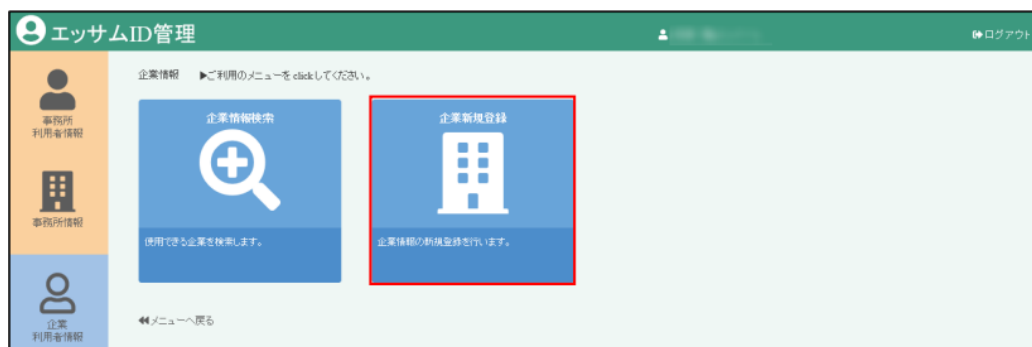 エッサムID管理
ログアウト
事務所
利用者情報
事務所情報
企業
利用者情報
企業情報 ▶ご利用のメニューをclickしてください。
企業情報検索
使用できる企業を検索します。
企業新規登録
企業情報の新規登録を行います。
◀◀メニューへ戻る